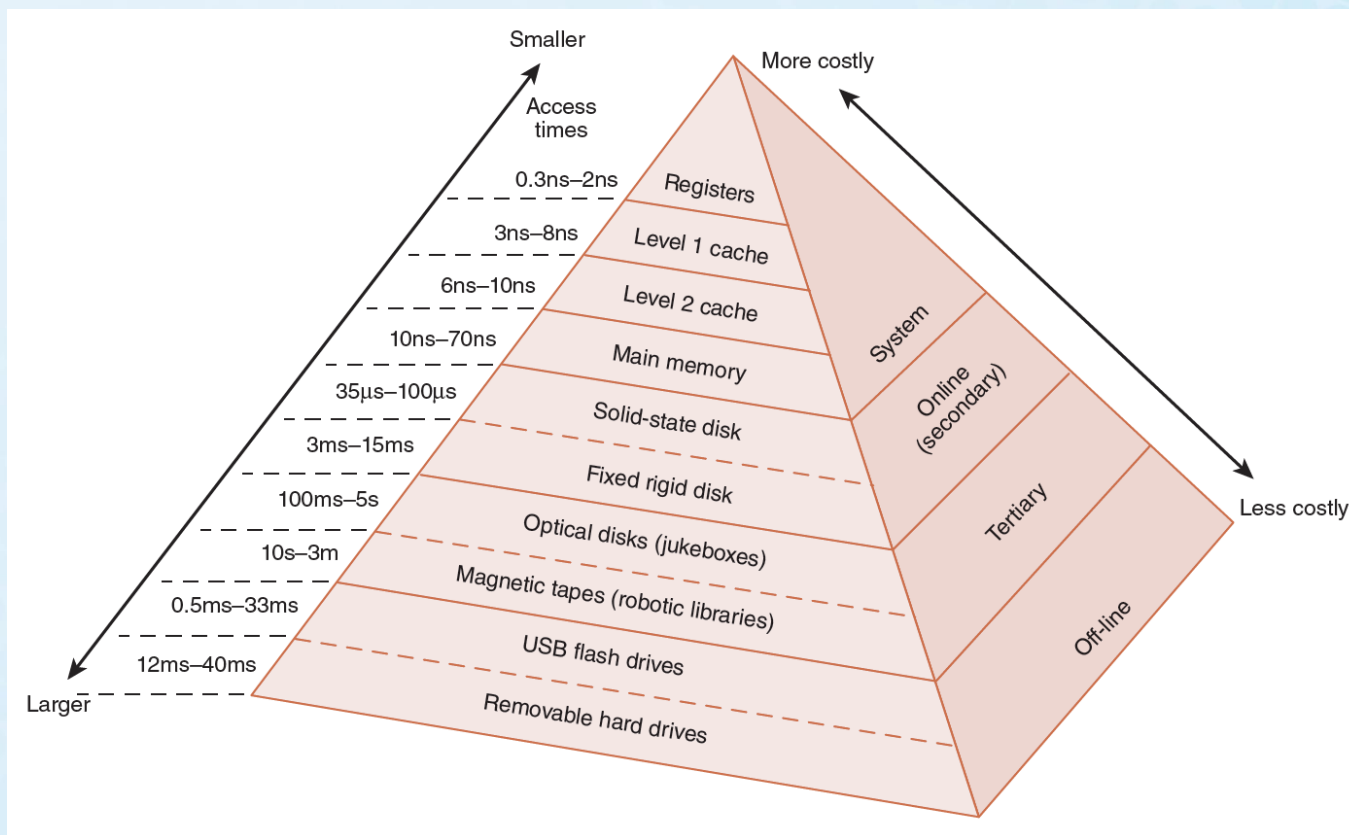 Smaller
More costly
Access
times
0.3ns–2ns
Registers
3ns–8ns
Level 1 cache
6ns–10ns
Level 2 cache
10ns–70ns
Main memory
System
35µs–100µs
Solid-state disk
Online
(secondary)
3ms–15ms
Fixed rigid disk
100ms–5s
Optical disks (jukeboxes)
Tertiary
Less costly
10s–3m
Magnetic tapes (robotic libraries)
0.5ms–33ms
USB flash drives
Off-line
12ms–40ms
Removable hard drives
Larger